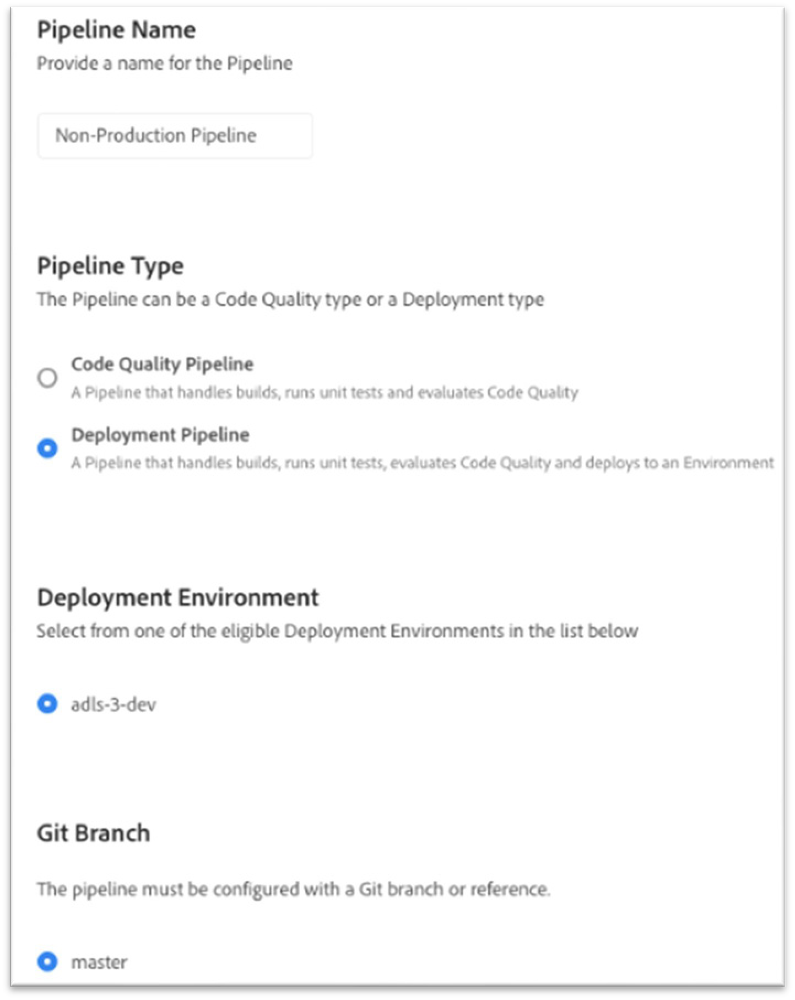 Pipeline Name
Provide a name for the Pipeline
Non-Production Pipeline
Pipeline Type
The Pipeline can be a Code Quality type or a Deployment type
Code Quality Pipeline
A Pipeline that handles builds, runs unit tests and evaluates Code Quality
Deployment Pipeline
A Pipeline that handles builds, runs unit tests, evaluates Code Quality and deploys to an Environment
Deployment Environment
Select from one of the eligible Deployment Environments in the list below
adls-3-dev
Git Branch
The pipeline must be configured with a Git branch or reference.
master